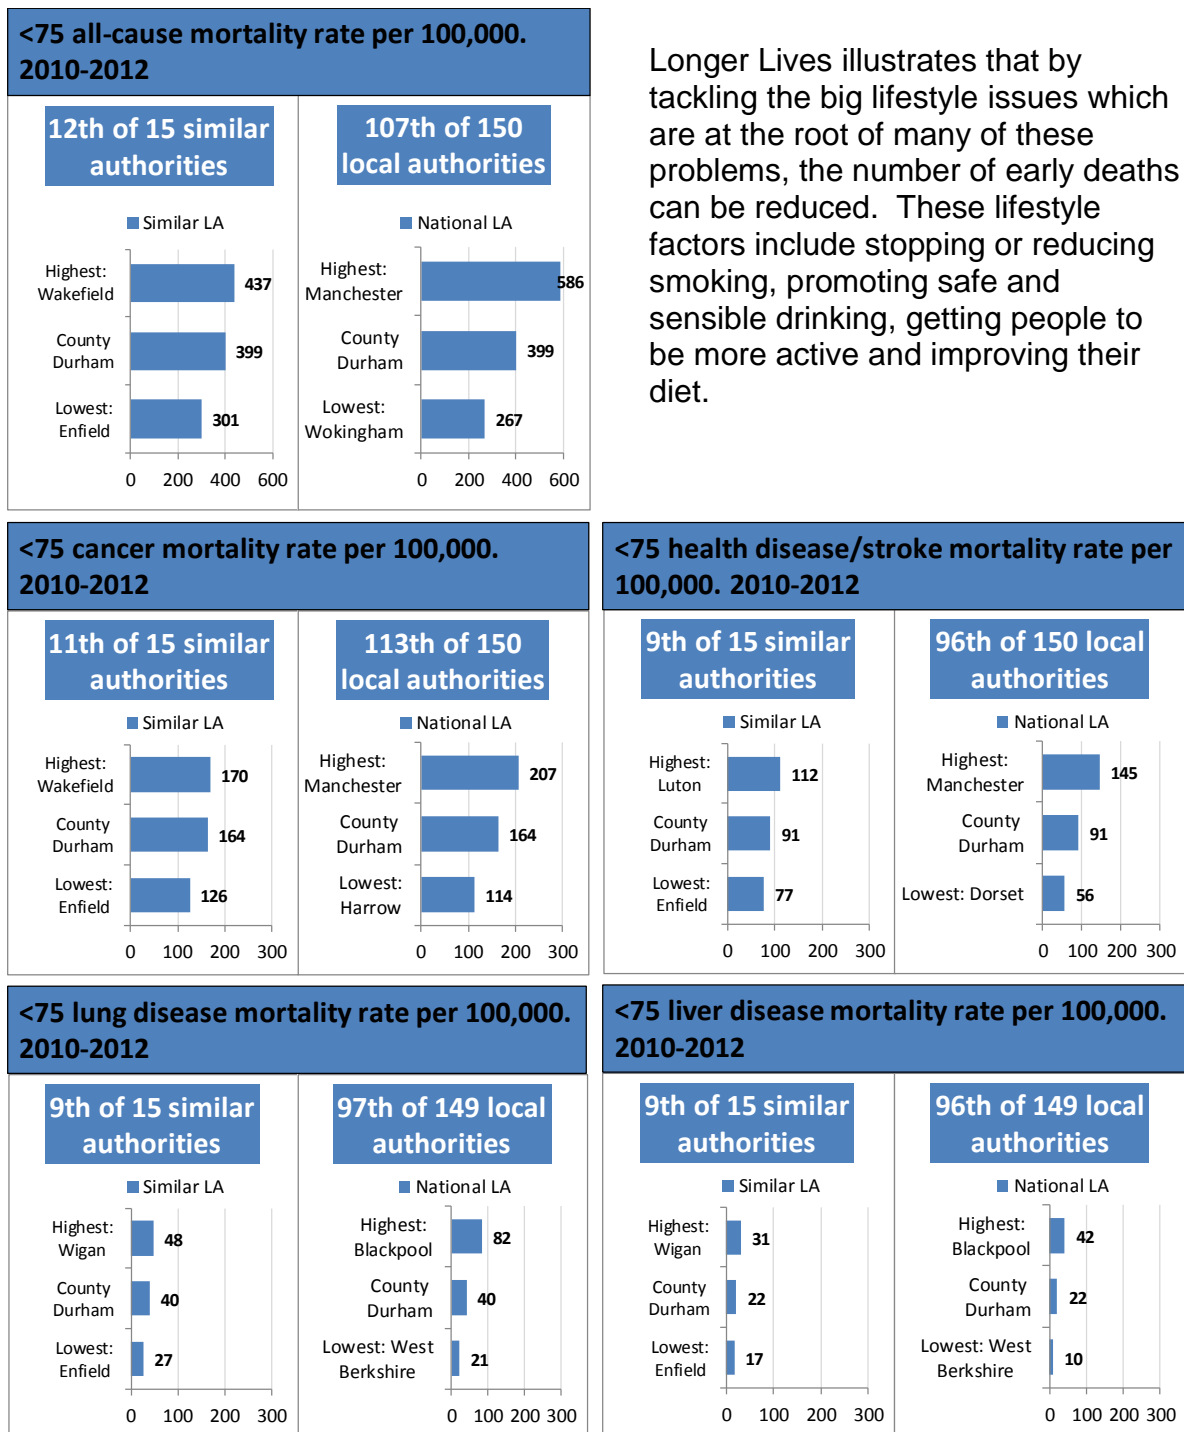 <75 all-cause mortality rate per 100,000.
2010-2012
12th of 15 similar
authorities
Similar LA
Highest:
Wakefield
437
County
Durham
399
Lowest:
Enfield
301
0 200 400 600
107th of 150
local authorities
National LA
Highest:
Manchester
586
County
Durham
399
Lowest:
Wokingham
267
0 200 400 600
Longer Lives illustrates that by
tackling the big lifestyle issues which
are at the root of many of these
problems, the number of early deaths
can be reduced.  These lifestyle
factors include stopping or reducing
smoking, promoting safe and
sensible drinking, getting people to
be more active and improving their
diet.
<75 cancer mortality rate per 100,000.
2010-2012
11th of 15 similar
authorities
Similar LA
Highest:
Wakefield
170
County
Durham
164
Lowest:
Enfield
126
0 100 200 300
113th of 150
local authorities
National LA
Highest:
Manchester
207
County
Durham
164
Lowest:
Harrow
114
0 100 200 300
<75 health disease/stroke mortality rate per
100,000. 2010-2012
9th of 15 similar
authorities
Similar LA
Highest:
Luton
112
County
Durham
91
Lowest:
Enfield
77
0 100 200 300
96th of 150 local
authorities
National LA
Highest:
Manchester
145
County
Durham
91
Lowest: Dorset
56
0 100 200 300
<75 lung disease mortality rate per 100,000.
2010-2012
9th of 15 similar
authorities
Similar LA
Highest:
Wigan
48
County
Durham
40
Lowest:
Enfield
27
0 100 200 300
97th of 149 local
authorities
National LA
Highest:
Blackpool
82
County
Durham
40
Lowest: West
Berkshire
21
0 100 200 300
<75 liver disease mortality rate per 100,000.
2010-2012
9th of 15 similar
authorities
Similar LA
Highest:
Wigan
31
County
Durham
22
Lowest:
Enfield
17
0 100 200 300
96th of 149 local
authorities
National LA
Highest:
Blackpool
42
County
Durham
22
Lowest: West
Berkshire
10
0 100 200 300